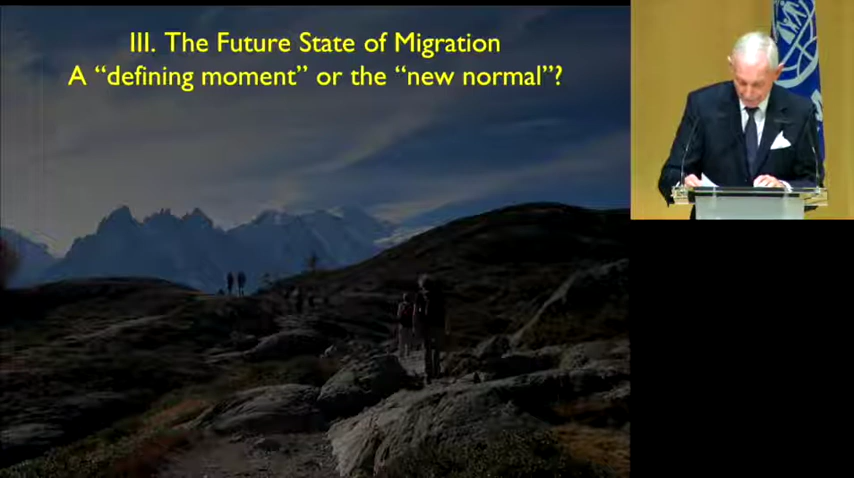 III. The Future State of Migration
A “defining moment” or the “new normal”?